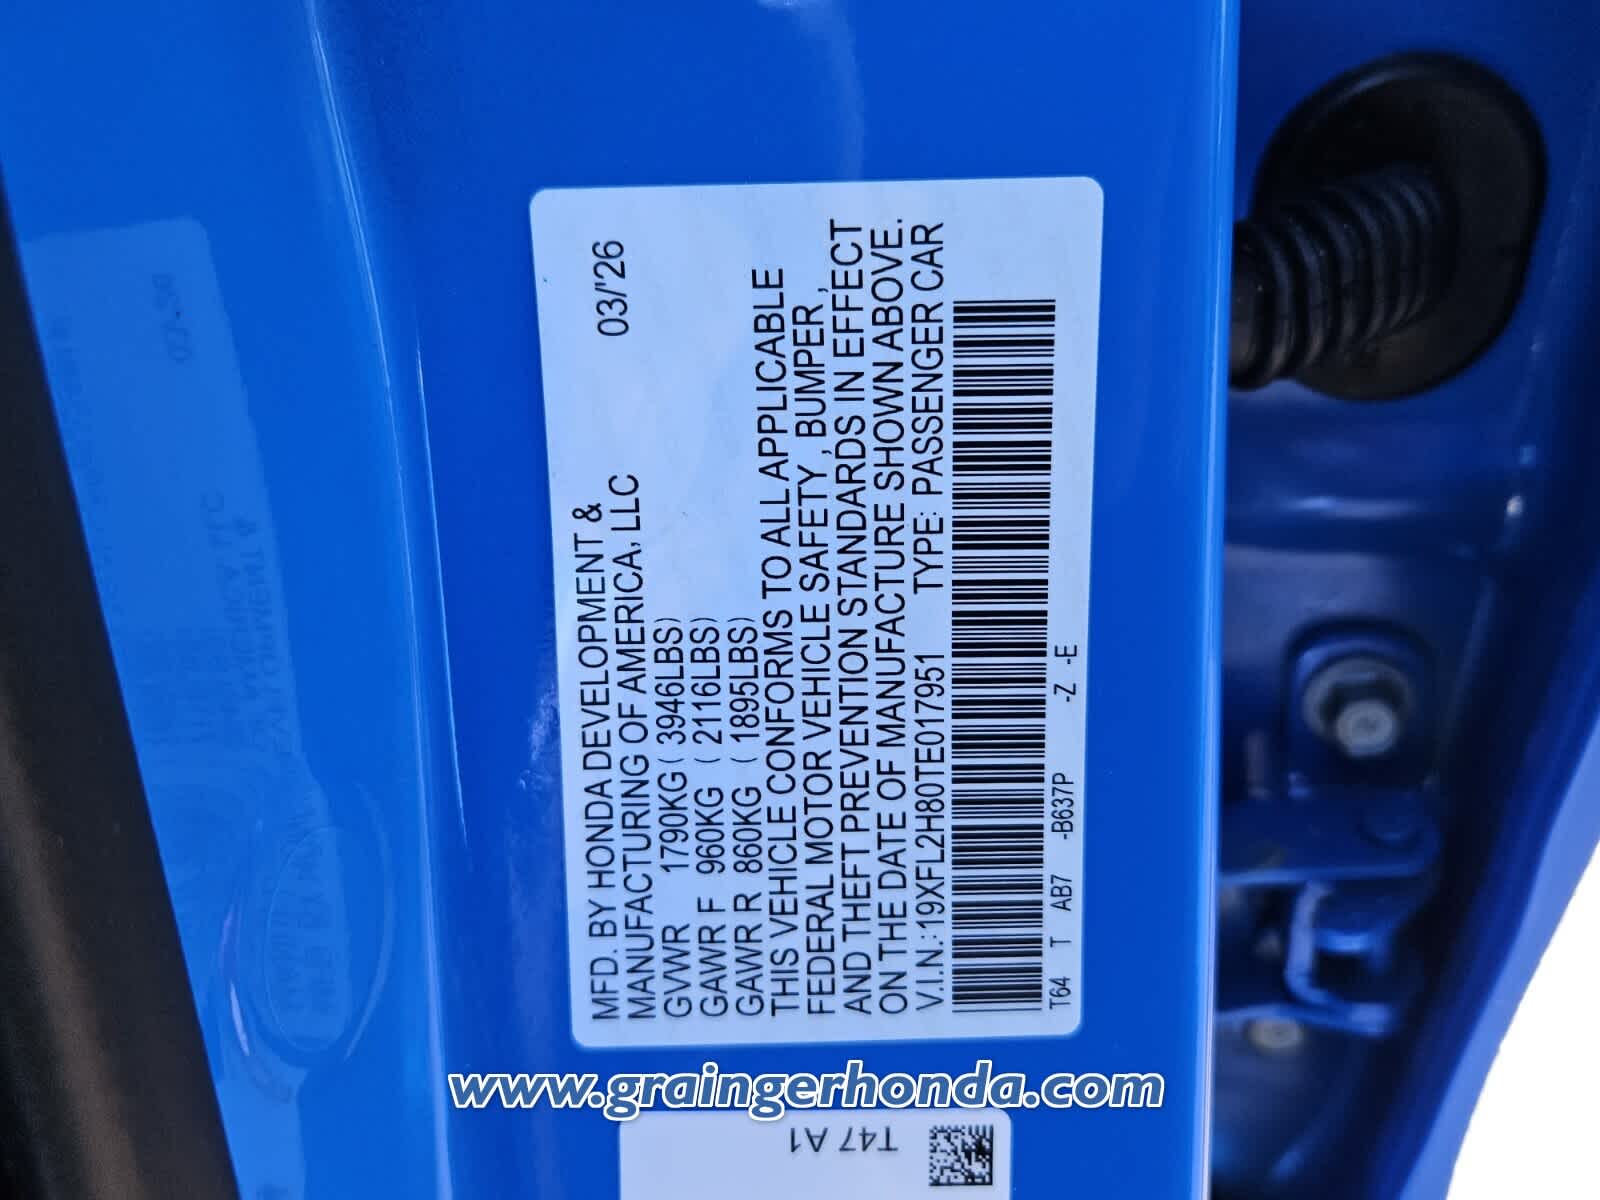 MFD. BY HONDA DEVELOPMENT &
MANUFACTURING OF AMERICA, LLC 03/'26
GVWR 1790KG ( 3946LBS)
GAWR F 960KG ( 2116LBS)
GAWR R 860KG ( 1895LBS)
THIS VEHICLE CONFORMS TO ALL APPLICABLE
FEDERAL MOTOR VEHICLE SAFETY , BUMPER ,
AND THEFT PREVENTION STANDARDS IN EFFECT
ON THE DATE OF MANUFACTURE SHOWN ABOVE.
V.I.N.:19XFL2H80TE017951 TYPE: PASSENGER CAR
T64 T AB7 -B637P -Z -E
www.graingerhonda.com
T47 A1